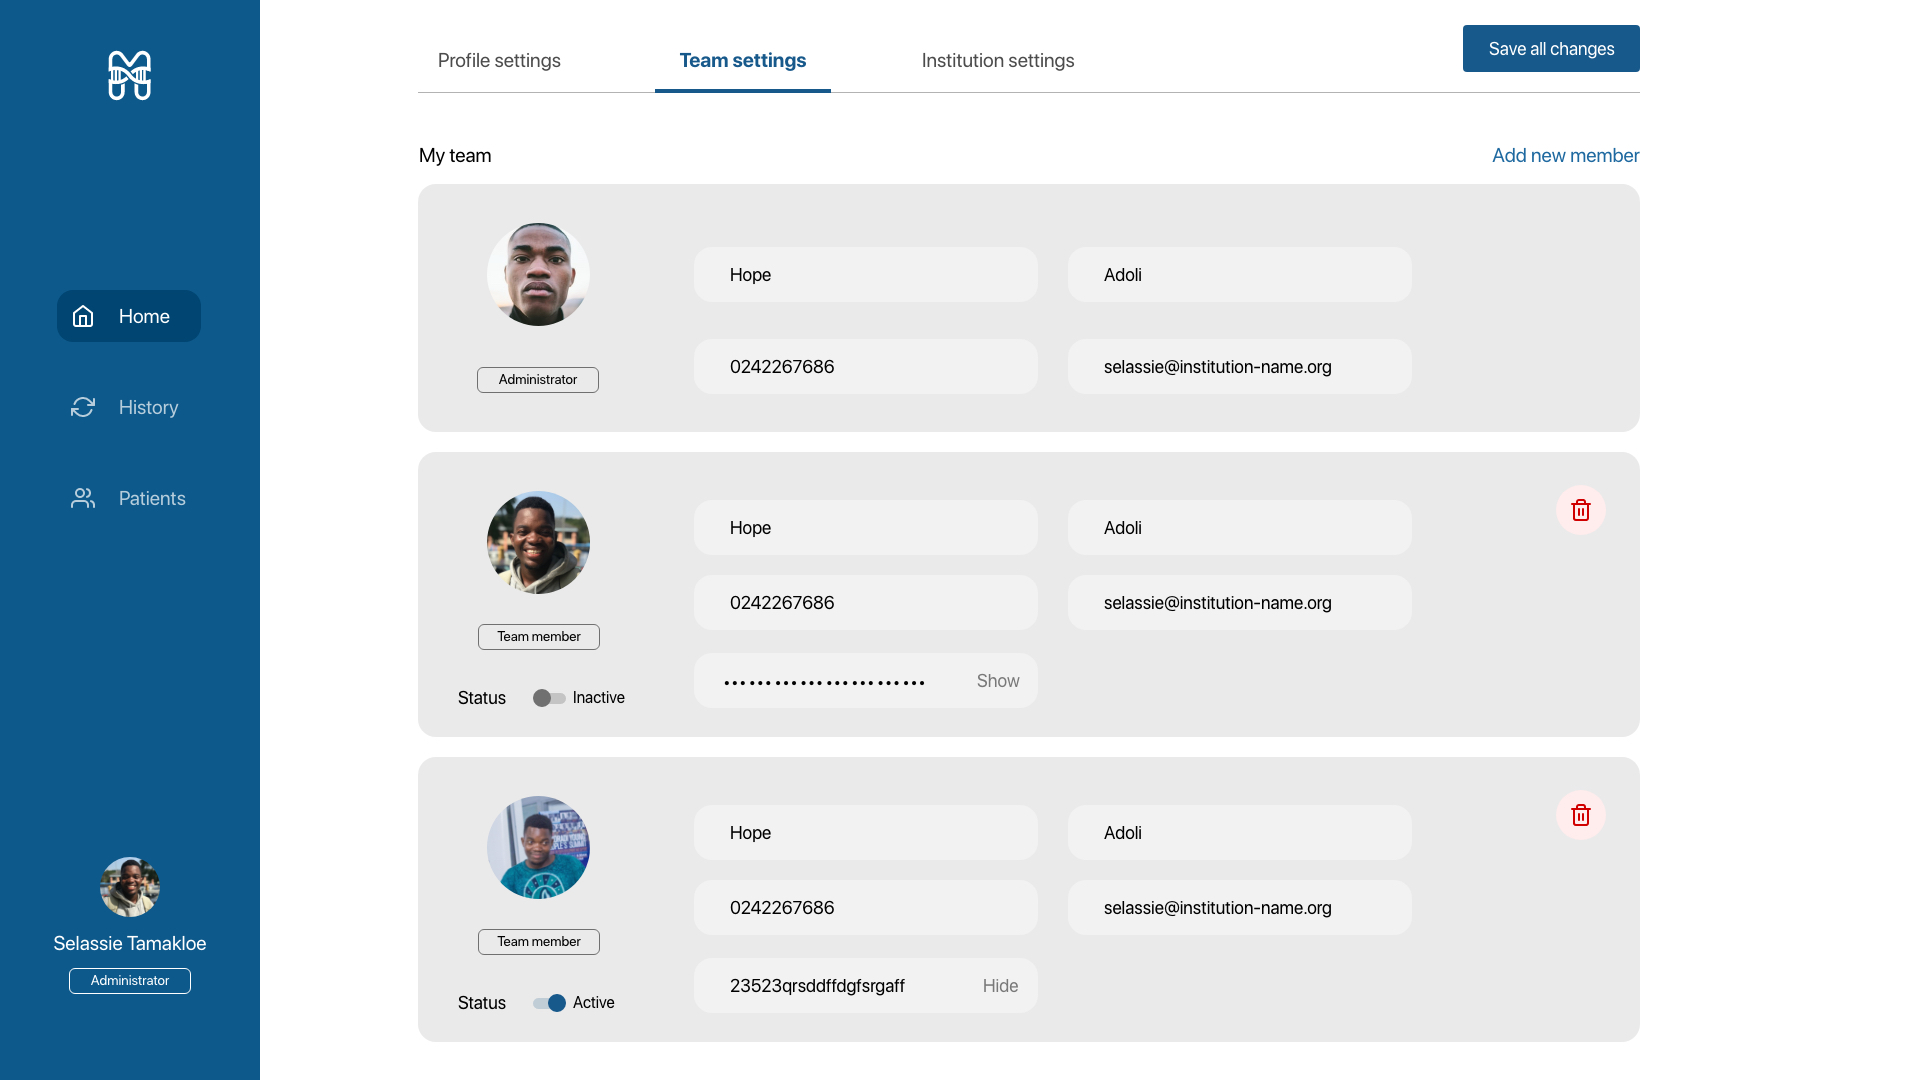 Profile settings
Team settings
Institution settings
Save all changes
My team
Add new member
Home
History
Patients
Selassie Tamakloe
Administrator
Hope
Adoli
0242267686
selassie@institution-name.org
Administrator
Hope
Adoli
0242267686
selassie@institution-name.org
Team member
Show
Status
Inactive
Hope
Adoli
0242267686
selassie@institution-name.org
Team member
23523qrsddffdgfsrgaff
Hide
Status
Active